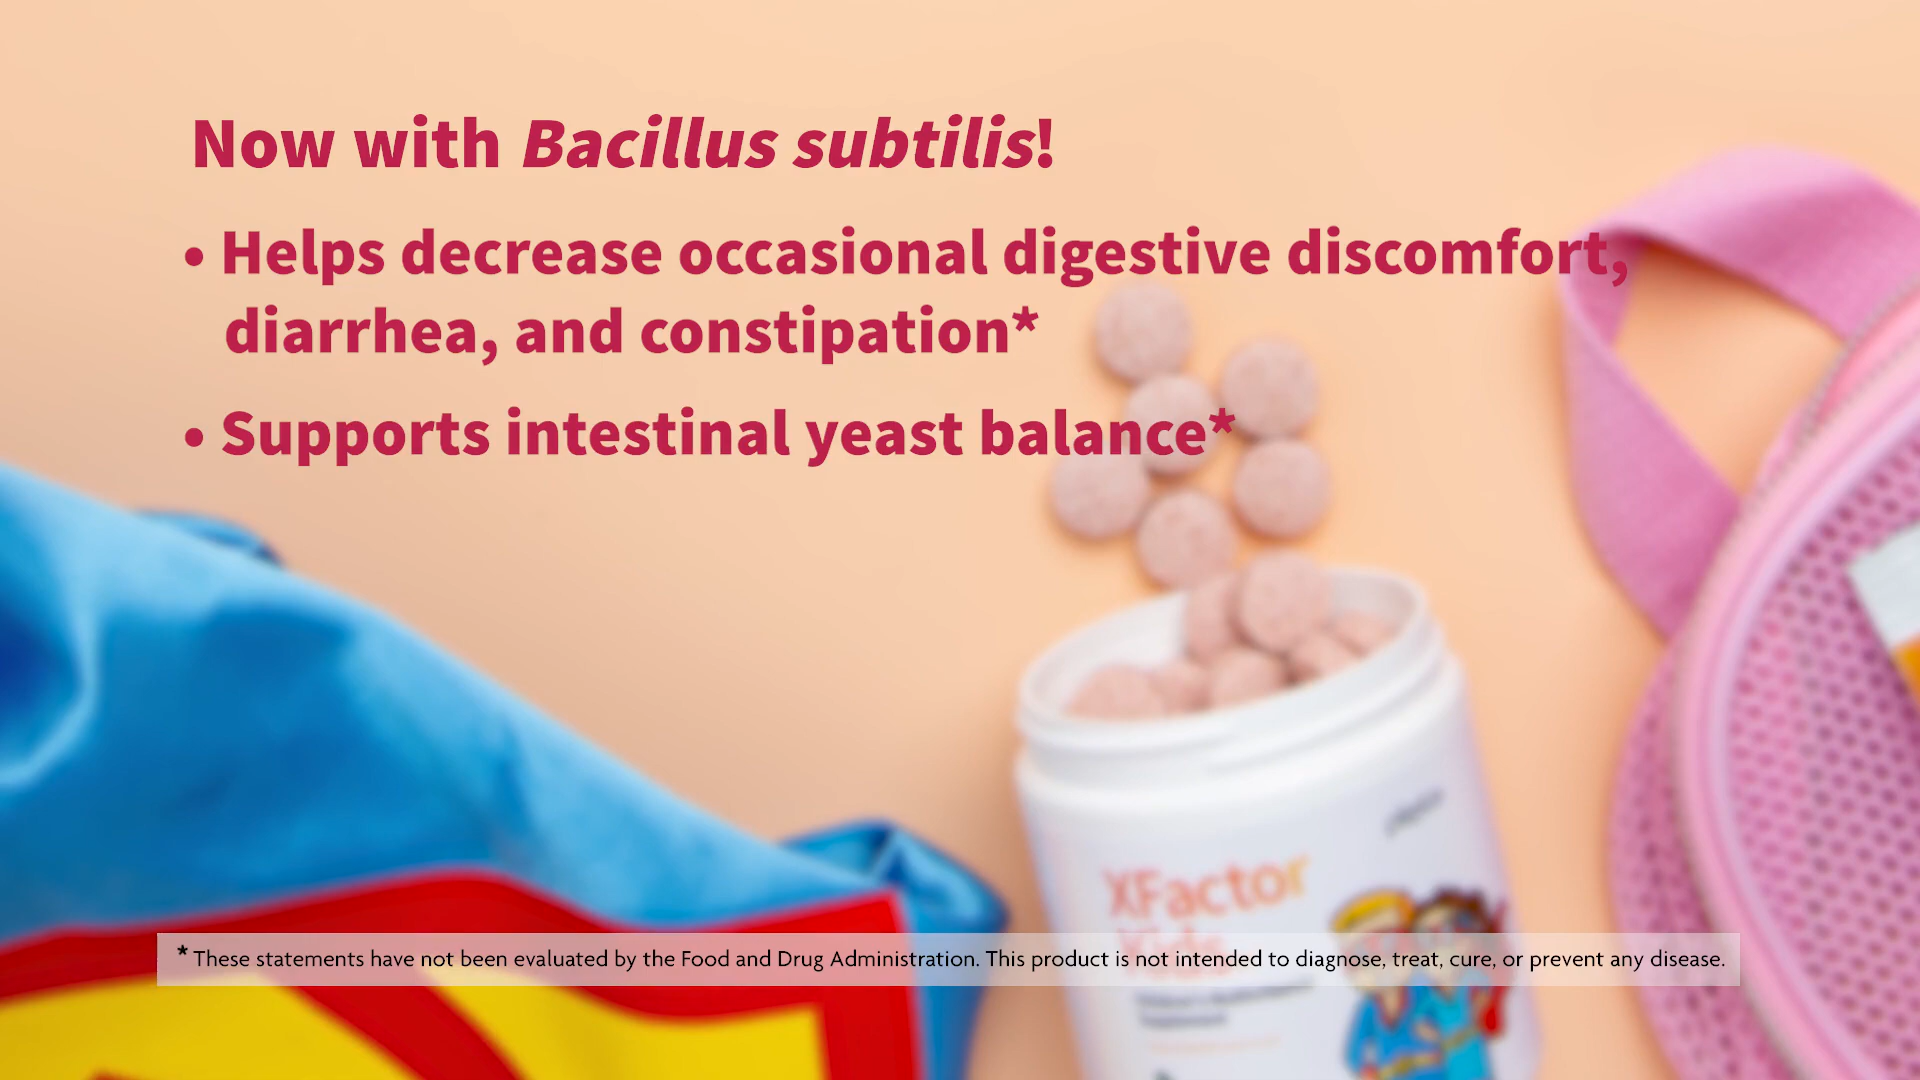 Now with Bacillus subtilis!
• Helps decrease occasional digestive discomfort,
diarrhea, and constipation*
• Supports intestinal yeast balance*
XFactor
Kids
* These statements have not been evaluated by the Food and Drug Administration. This product is not intended to diagnose, treat, cure, or prevent any disease.